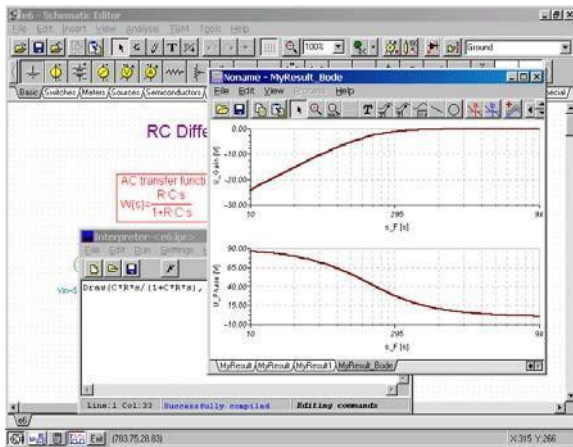 e6 - Schematic Editor
File Edit Insert View Analysis T&M Tools Help
100%
Ground
Basic Switches Meters Sources Semiconductors
RC Diffe
AC transfer functi
W(s)=R·C·s/1+R·C·s
Noname - MyResult_Bode
File Edit View Process Help
T
0.00
-10.00
-20.00
-30.00
U_Gain [V]
10 295
s_F [s]
90.00
65.00
40.00
15.00
-10.00
U_Phase [V]
10 295
s_F [s]
MyResult MyResult MyResult1 MyResult_Bode
Interpreter - <e6.ipr>
File Edit Run Settings
Draw(C*R*s/(1+C*R*s),
Line:1 Col:33 Successfully compiled Editing commands
e6
Exit (783.75,28.83) X:315 Y:266